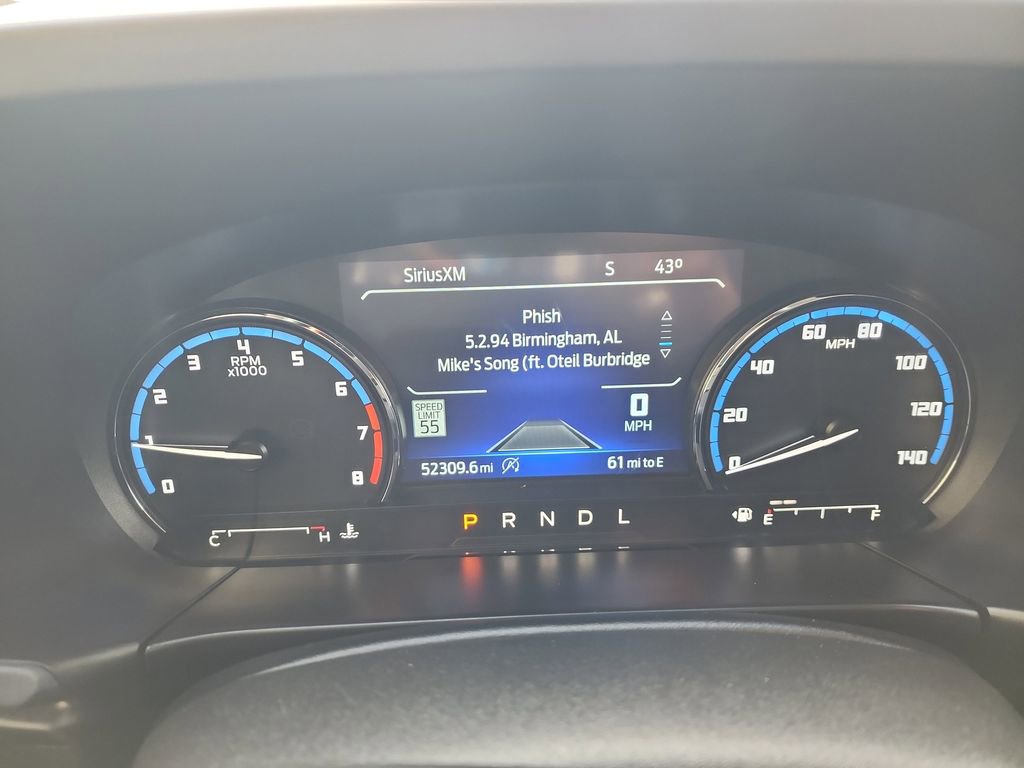 SiriusXM S 43º
Phish
5.2.94 Birmingham, AL
Mike's Song (ft. Oteil Burbridge
SPEED
LIMIT
55
0
MPH
52309.6 mi
61 mi to E
0
1
2
3
4
5
6
7
8
RPM
x1000
0
20
40
60
80
100
120
140
MPH
C H
P R N D L
E F